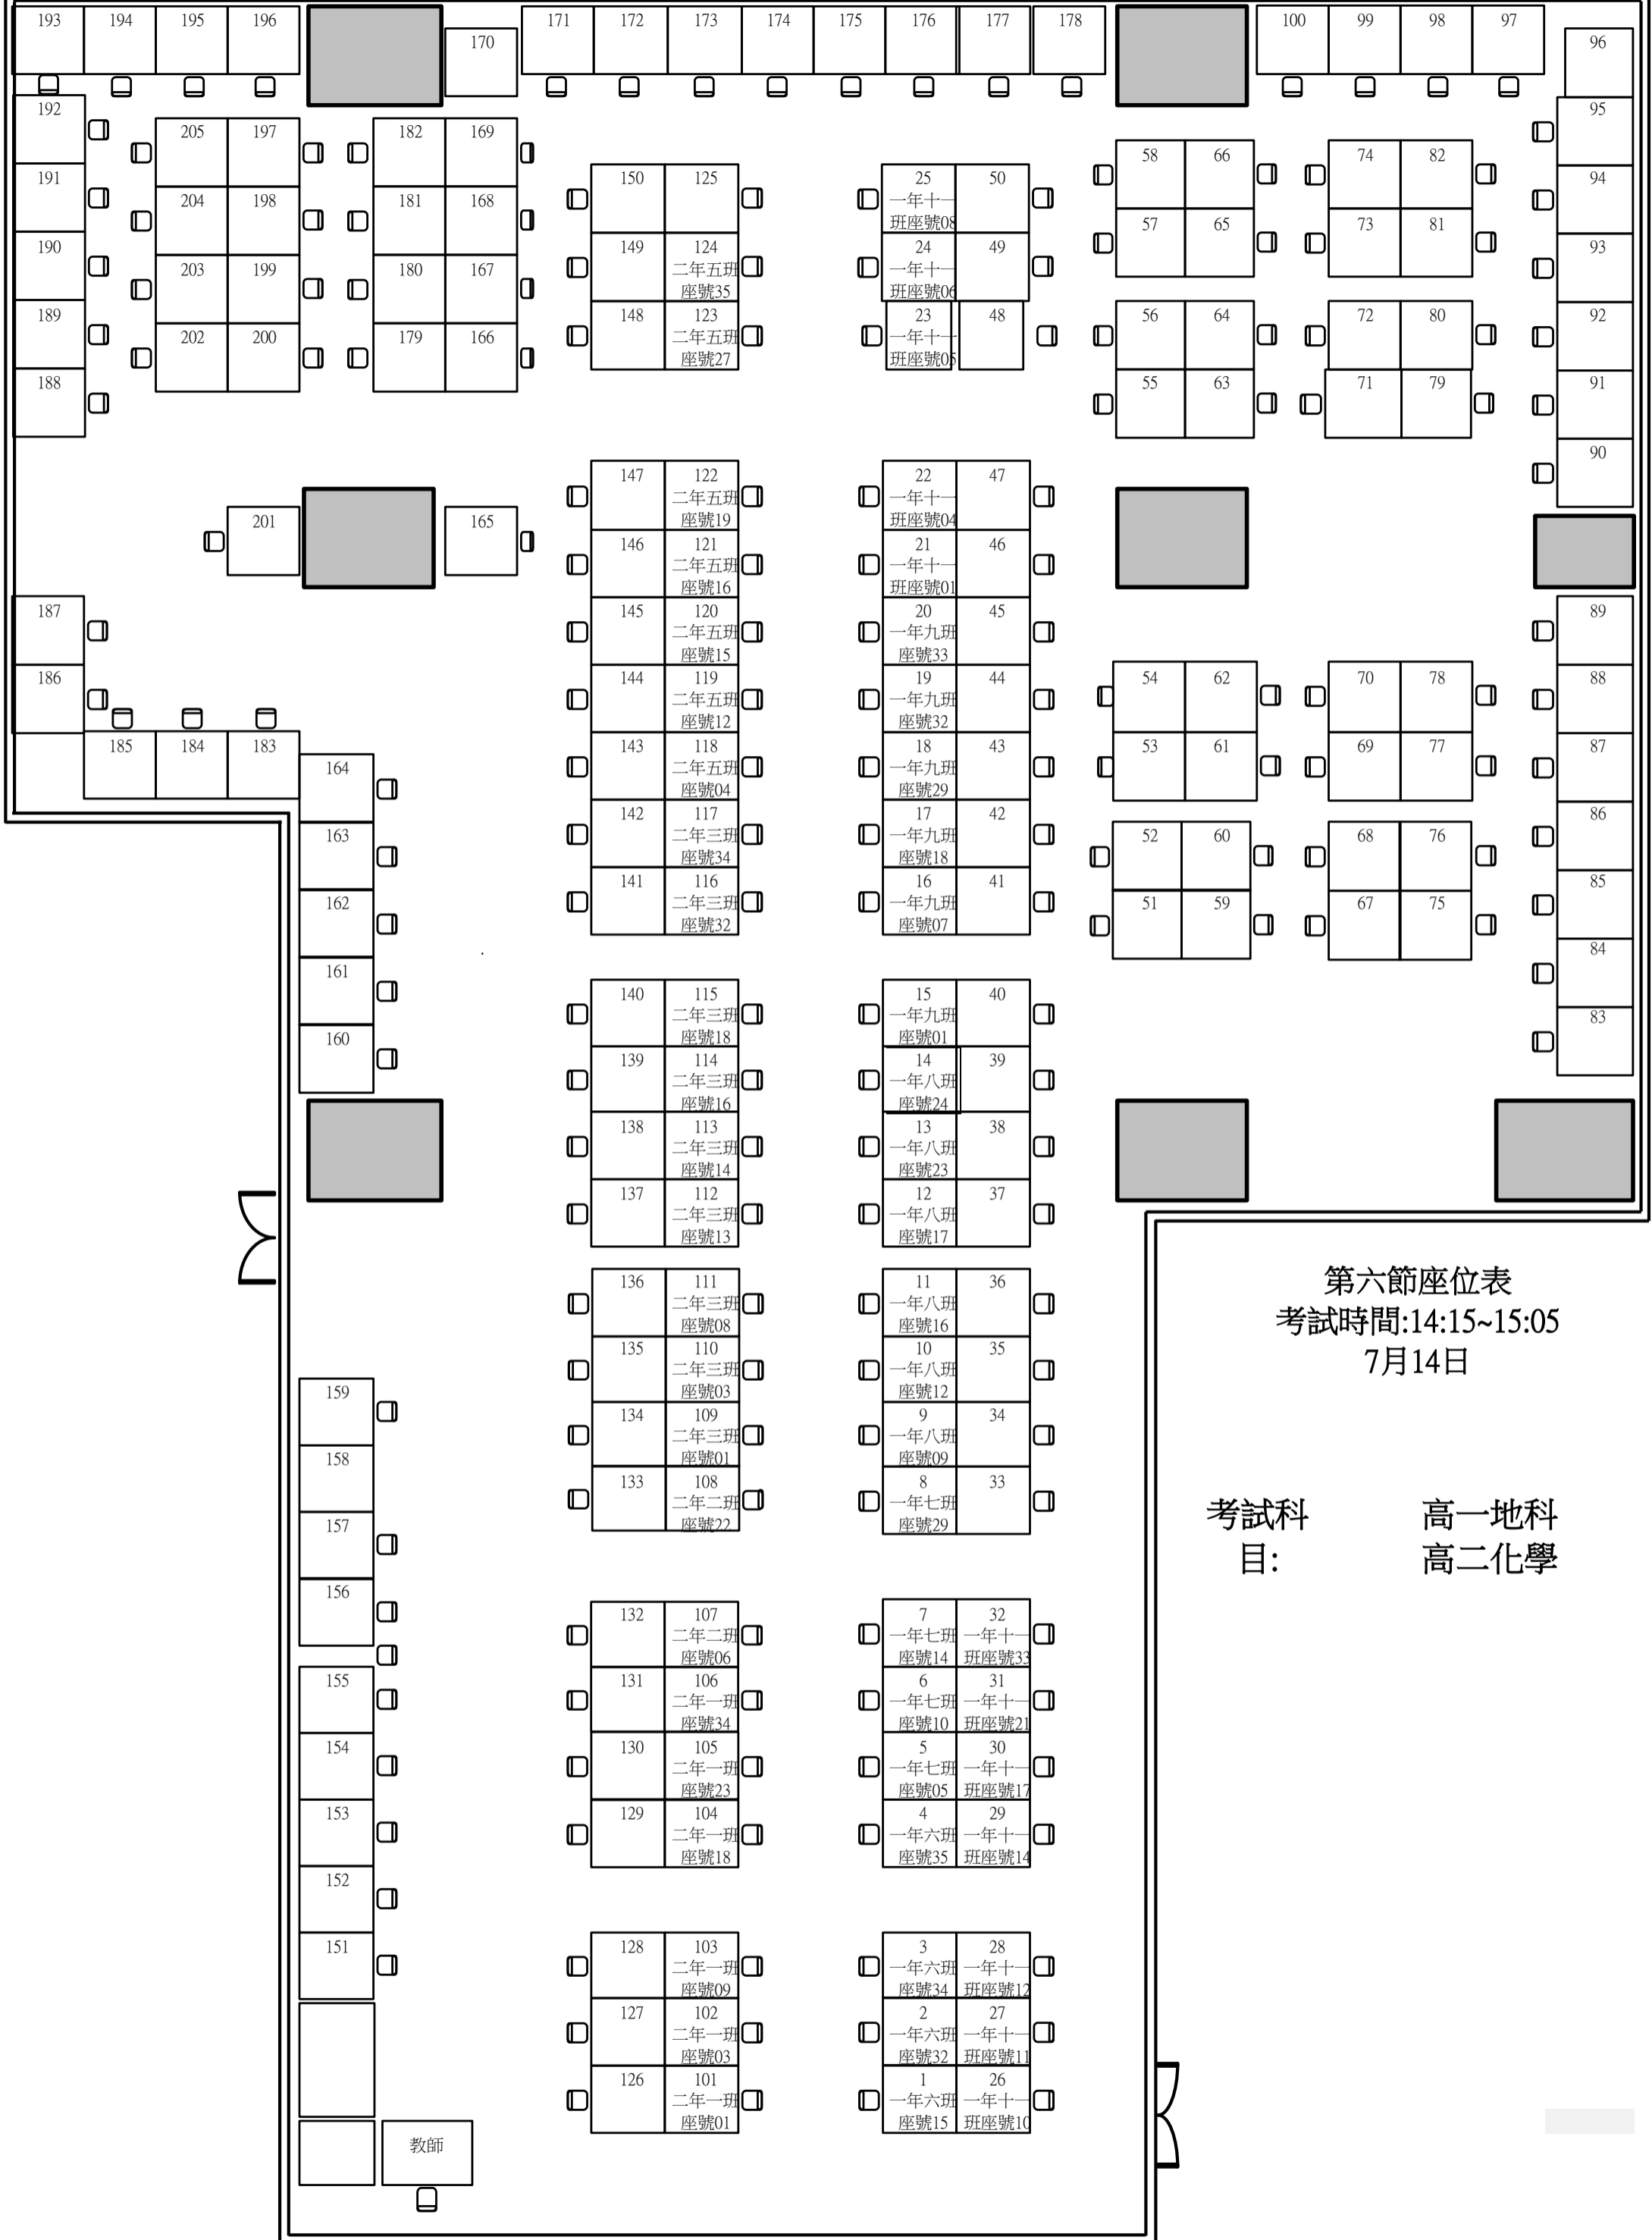 193 194 195 196 170 171 172 173 174 175 176 177 178 100 99 98 97 96
192 205 197 182 169 95
150 125 25 50 58 66 74 82
一年十一
班座號08
191 204 198 181 168 94
149 124 24 49 57 65 73 81
二年五班 一年十一
座號35 班座號06
190 203 199 180 167 93
148 123 23 48 56 64 72 80
二年五班 一年十一
座號27 班座號05
189 202 200 179 166 92
188 55 63 71 79 91
90
147 122 22 47
二年五班 一年十一
座號19 班座號04
201 165
146 121 21 46
二年五班 一年十一
座號16 班座號01
187 145 120 20 45 89
二年五班 一年九班
座號15 座號33
186 144 119 19 44 54 62 70 78 88
二年五班 一年九班
座號12 座號32
185 184 183 164 143 118 18 43 53 61 69 77 87
二年五班 一年九班
座號04 座號29
163 142 117 17 42 52 60 68 76 86
二年三班 一年九班
座號34 座號18
162 141 116 16 41 51 59 67 75 85
二年三班 一年九班
座號32 座號07
84
161 140 115 15 40 83
二年三班 一年九班
座號18 座號01
160 139 114 14 39
二年三班 一年八班
座號16 座號24
138 113 13 38
二年三班 一年八班
座號14 座號23
137 112 12 37
二年三班 一年八班
座號13 座號17
第六節座位表
考試時間:14:15~15:05
7月14日
136 111 11 36
二年三班 一年八班
座號08 座號16
135 110 10 35
二年三班 一年八班
座號03 座號12
159 134 109 9 34
二年三班 一年八班
座號01 座號09
158 133 108 8 33
二年二班 一年七班
座號22 座號29
考試科 高一地科
目: 高二化學
157
156 132 107 7 32
二年二班 一年七班 一年十一
座號06 座號14 班座號33
155 131 106 6 31
二年一班 一年七班 一年十一
座號34 座號10 班座號21
154 130 105 5 30
二年一班 一年七班 一年十一
座號23 座號05 班座號17
153 129 104 4 29
二年一班 一年六班 一年十一
座號18 座號35 班座號14
152
151 128 103 3 28
二年一班 一年六班 一年十一
座號09 座號34 班座號12
127 102 2 27
二年一班 一年六班 一年十一
座號03 座號32 班座號11
126 101 1 26
二年一班 一年六班 一年十一
座號01 座號15 班座號10
教師